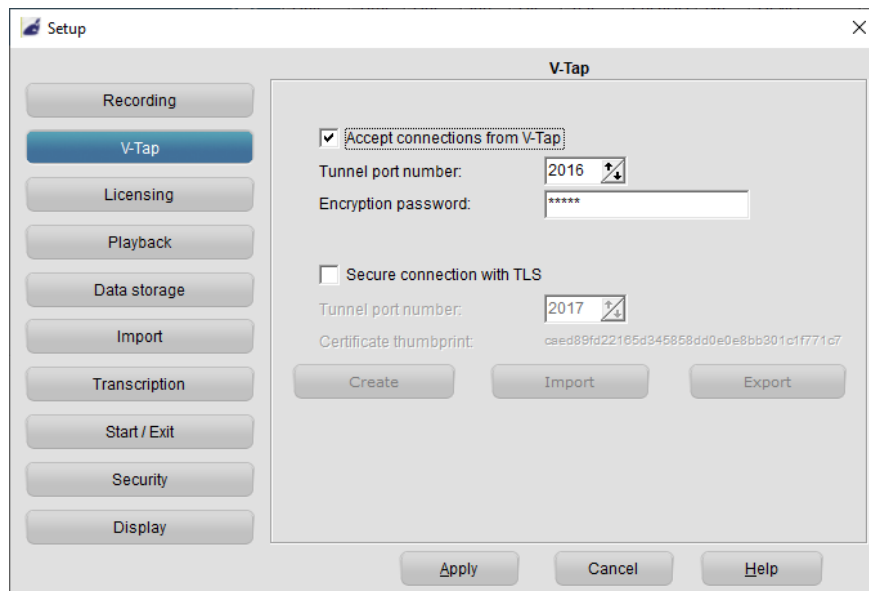 Setup
V-Tap
Recording
V-Tap
Licensing
Playback
Data storage
Import
Transcription
Start / Exit
Security
Display
Accept connections from V-Tap
Tunnel port number: 2016
Encryption password: *****
Secure connection with TLS
Tunnel port number: 2017
Certificate thumbprint: caed89fd22165d345858dd0e0e8bb301c1f771c7
Create Import Export
Apply Cancel Help